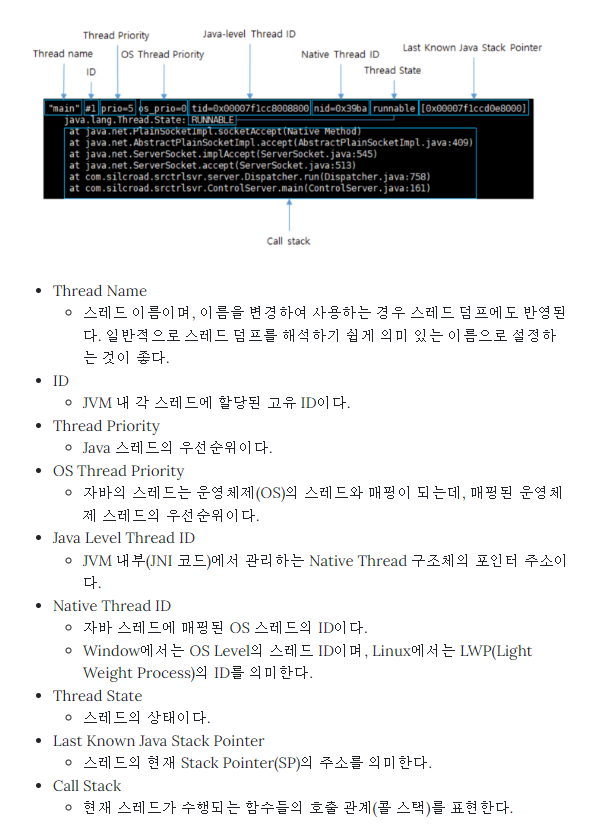 Thread Priority
Java-level Thread ID
Last Known Java Stack Pointer
Thread name
OS Thread Priority
Native Thread ID
ID
Thread State
"main" #1 prio=5 os_prio=0 tid=0x00007f1cc8008800 nid=0x39ba runnable [0x00007f1ccd0e8000]
java.lang.Thread.State: RUNNABLE
at java.net.PlainSocketImpl.socketAccept(Native Method)
at java.net.AbstractPlainSocketImpl.accept(AbstractPlainSocketImpl.java:409)
at java.net.ServerSocket.implAccept(ServerSocket.java:545)
at java.net.ServerSocket.accept(ServerSocket.java:513)
at com.silcroad.srctrlsvr.server.Dispatcher.run(Dispatcher.java:758)
at com.silcroad.srctrlsvr.ControlServer.main(ControlServer.java:161)
Call stack
• Thread Name
◦ 스레드 이름이며, 이름을 변경하여 사용하는 경우 스레드 덤프에도 반영된
다. 일반적으로 스레드 덤프를 해석하기 쉽게 의미 있는 이름으로 설정하
는 것이 좋다.
• ID
◦ JVM 내 각 스레드에 할당된 고유 ID이다.
• Thread Priority
◦ Java 스레드의 우선순위이다.
• OS Thread Priority
◦ 자바의 스레드는 운영체제(OS)의 스레드와 매핑이 되는데, 매핑된 운영체
제 스레드의 우선순위이다.
• Java Level Thread ID
◦ JVM 내부(JNI 코드)에서 관리하는 Native Thread 구조체의 포인터 주소이
다.
• Native Thread ID
◦ 자바 스레드에 매핑된 OS 스레드의 ID이다.
◦ Window에서는 OS Level의 스레드 ID이며, Linux에서는 LWP(Light
Weight Process)의 ID를 의미한다.
• Thread State
◦ 스레드의 상태이다.
• Last Known Java Stack Pointer
◦ 스레드의 현재 Stack Pointer(SP)의 주소를 의미한다.
• Call Stack
◦ 현재 스레드가 수행되는 함수들의 호출 관계(콜 스택)를 표현한다.